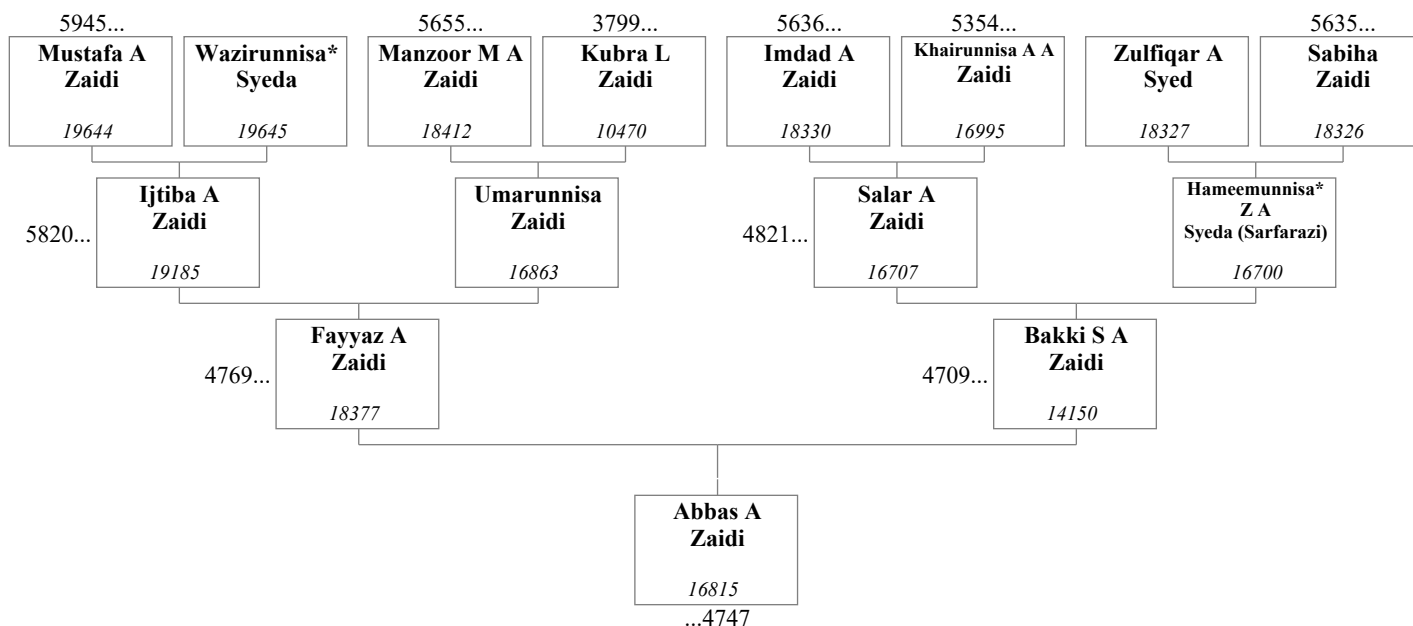 5945...
5655...
3799...
5636...
5354...
5635...
Mustafa A
Zaidi
19644
Wazirunnisa*
Syeda
19645
Manzoor M A
Zaidi
18412
Kubra L
Zaidi
10470
Imdad A
Zaidi
18330
Khairunnisa A A
Zaidi
16995
Zulfiqar A
Syed
18327
Sabiha
Zaidi
18326
5820...
Ijtiba A
Zaidi
19185
Umarunnisa
Zaidi
16863
4821...
Salar A
Zaidi
16707
Hameemunnisa*
Z A
Syeda (Sarfarazi)
16700
4769...
Fayyaz A
Zaidi
18377
4709...
Bakki S A
Zaidi
14150
Abbas A
Zaidi
16815
...4747